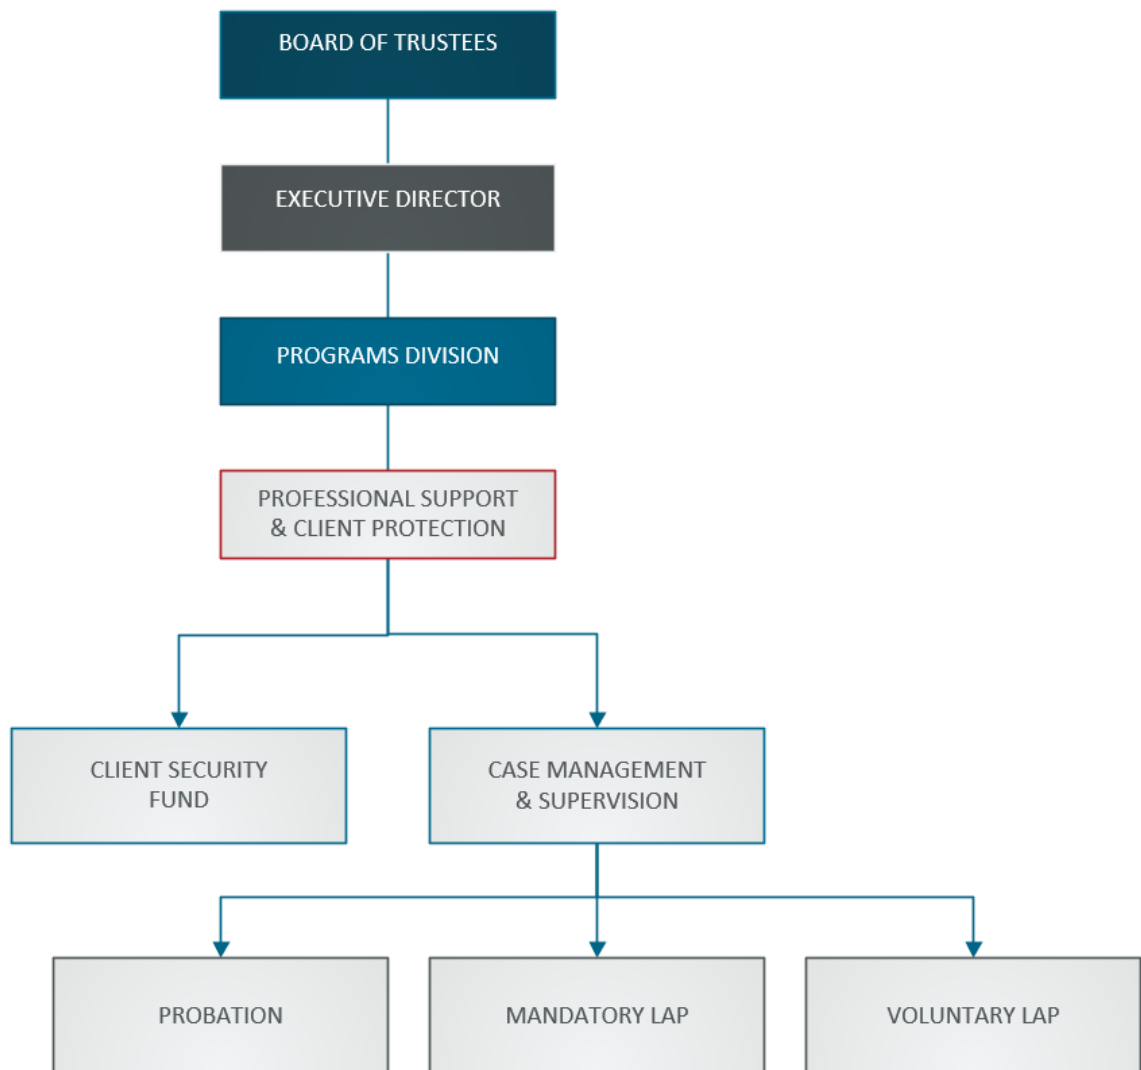 BOARD OF TRUSTEES
EXECUTIVE DIRECTOR
PROGRAMS DIVISION
PROFESSIONAL SUPPORT
& CLIENT PROTECTION
CLIENT SECURITY
FUND
CASE MANAGEMENT
& SUPERVISION
PROBATION
MANDATORY LAP
VOLUNTARY LAP